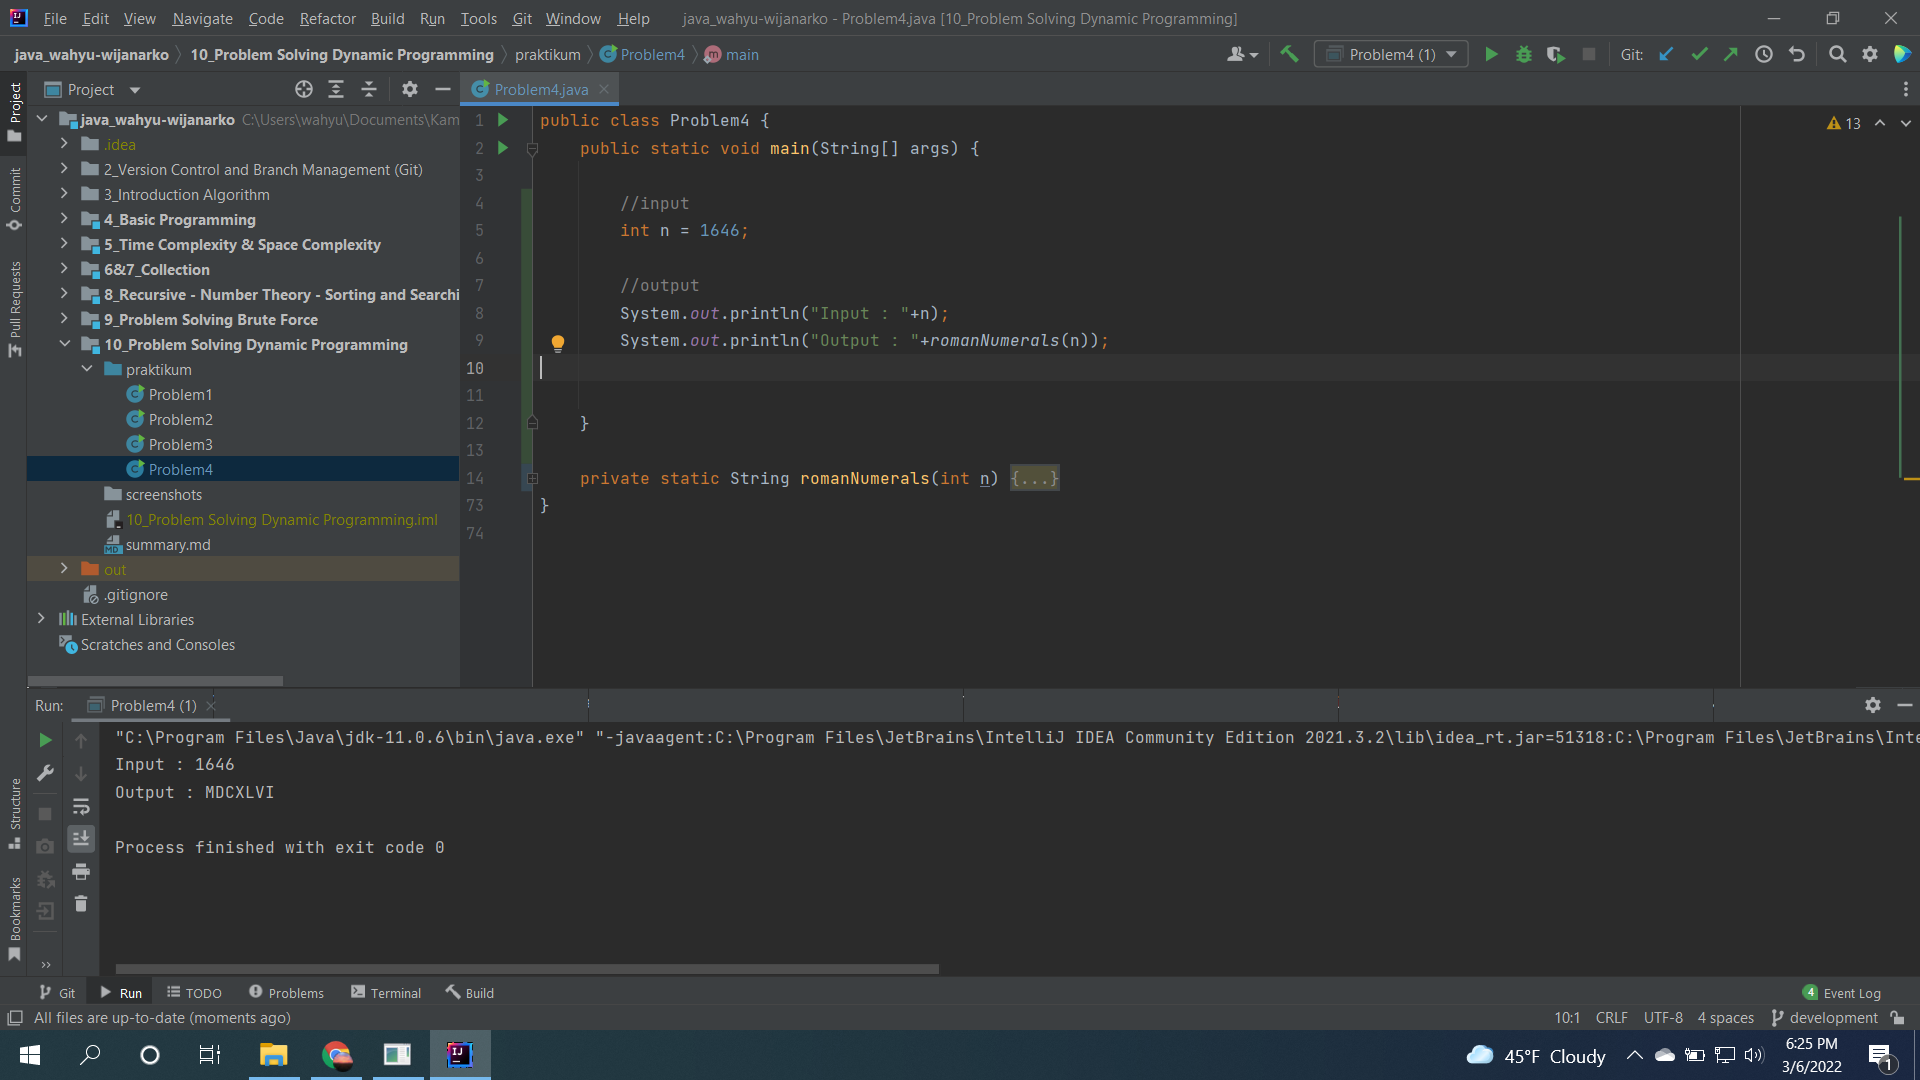 File Edit View Navigate Code Refactor Build Run Tools Git Window Help java_wahyu-wijanarko - Problem4.java [10_Problem Solving Dynamic Programming]
java_wahyu-wijanarko 10_Problem Solving Dynamic Programming praktikum Problem4 main Problem4 (1) Git:
Project
Problem4.java
java_wahyu-wijanarko C:\Users\wahyu\Documents\Kam
.idea
2_Version Control and Branch Management (Git)
3_Introduction Algorithm
4_Basic Programming
5_Time Complexity & Space Complexity
6&7_Collection
8_Recursive - Number Theory - Sorting and Searchi
9_Problem Solving Brute Force
10_Problem Solving Dynamic Programming
praktikum
Problem1
Problem2
Problem3
Problem4
screenshots
10_Problem Solving Dynamic Programming.iml
summary.md
out
.gitignore
External Libraries
Scratches and Consoles
Project
Commit
Pull Requests
Structure
Bookmarks
13
1 public class Problem4 {
2 public static void main(String[] args) {
3
4 //input
5 int n = 1646;
6
7 //output
8 System.out.println("Input : "+n);
9 System.out.println("Output : "+romanNumerals(n));
10
11
12 }
13
14 private static String romanNumerals(int n) {...}
73 }
74
Run: Problem4 (1)
"C:\Program Files\Java\jdk-11.0.6\bin\java.exe" "-javaagent:C:\Program Files\JetBrains\IntelliJ IDEA Community Edition 2021.3.2\lib\idea_rt.jar=51318:C:\Program Files\JetBrains\Inte
Input : 1646
Output : MDCXLVI
Process finished with exit code 0
Git Run TODO Problems Terminal Build 4 Event Log
All files are up-to-date (moments ago) 10:1 CRLF UTF-8 4 spaces development
45°F Cloudy
6:25 PM
3/6/2022
1